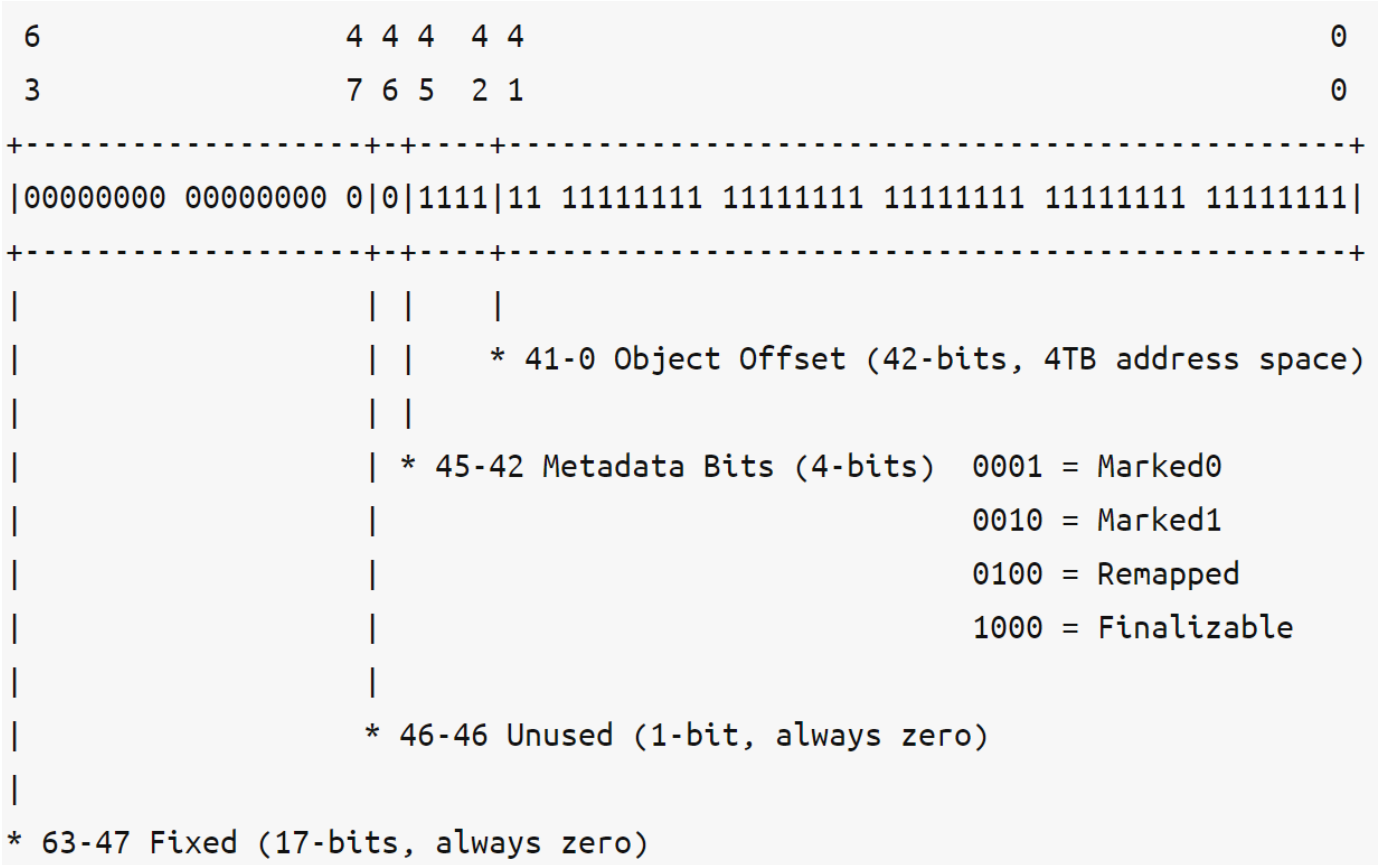 6                 4 4 4  4 4                                             0
 3                 7 6 5  2 1                                             0
+-------------------+-+----+-----------------------------------------------+
|00000000 00000000 0|0|1111|11 11111111 11111111 11111111 11111111 11111111|
+-------------------+-+----+-----------------------------------------------+
|                   | |    |
|                   | |    * 41-0 Object Offset (42-bits, 4TB address space)
|                   | |
|                   | * 45-42 Metadata Bits (4-bits)  0001 = Marked0
|                   |                                 0010 = Marked1
|                   |                                 0100 = Remapped
|                   |                                 1000 = Finalizable
|                   |
|                   * 46-46 Unused (1-bit, always zero)
|
* 63-47 Fixed (17-bits, always zero)